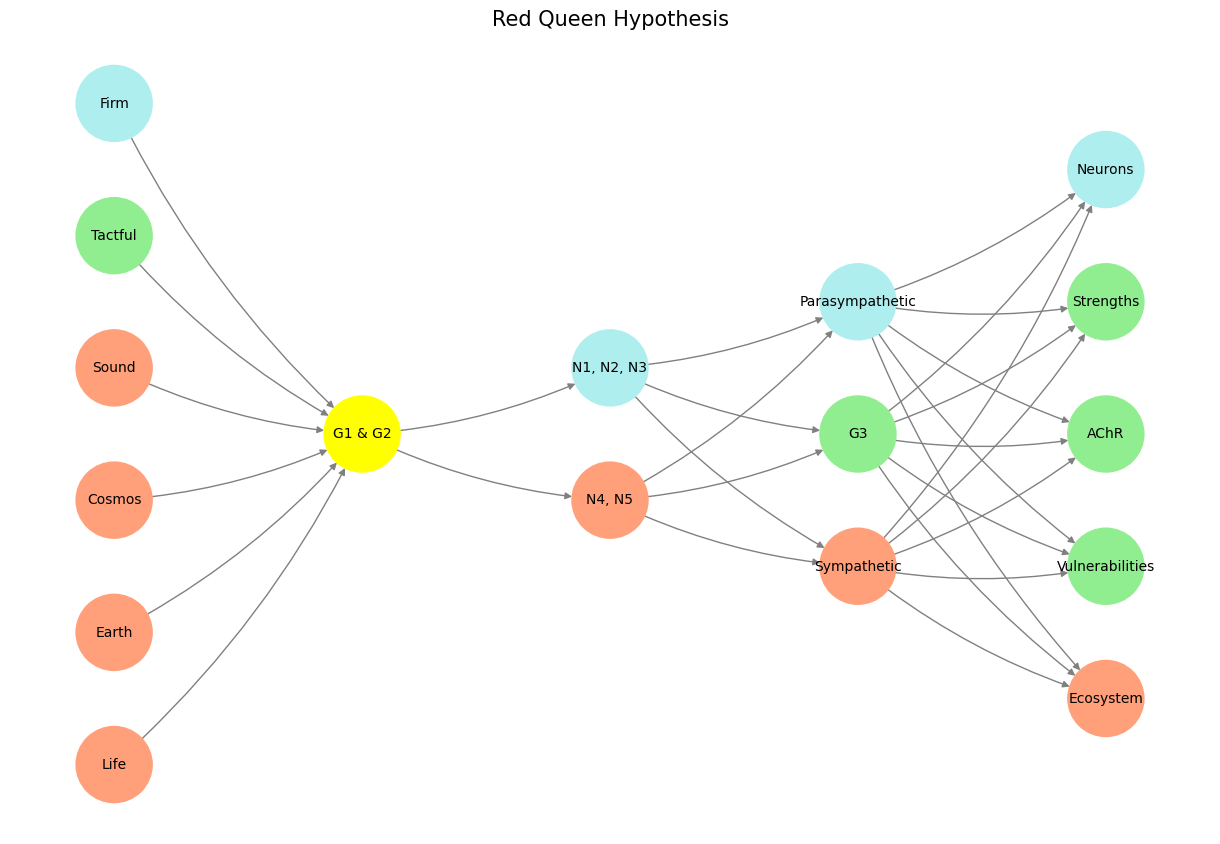 Red Queen Hypothesis
Firm
Tactful
Sound
Cosmos
Earth
Life
G1 & G2
N1, N2, N3
N4, N5
Parasympathetic
G3
Sympathetic
Neurons
Strengths
AChR
Vulnerabilities
Ecosystem